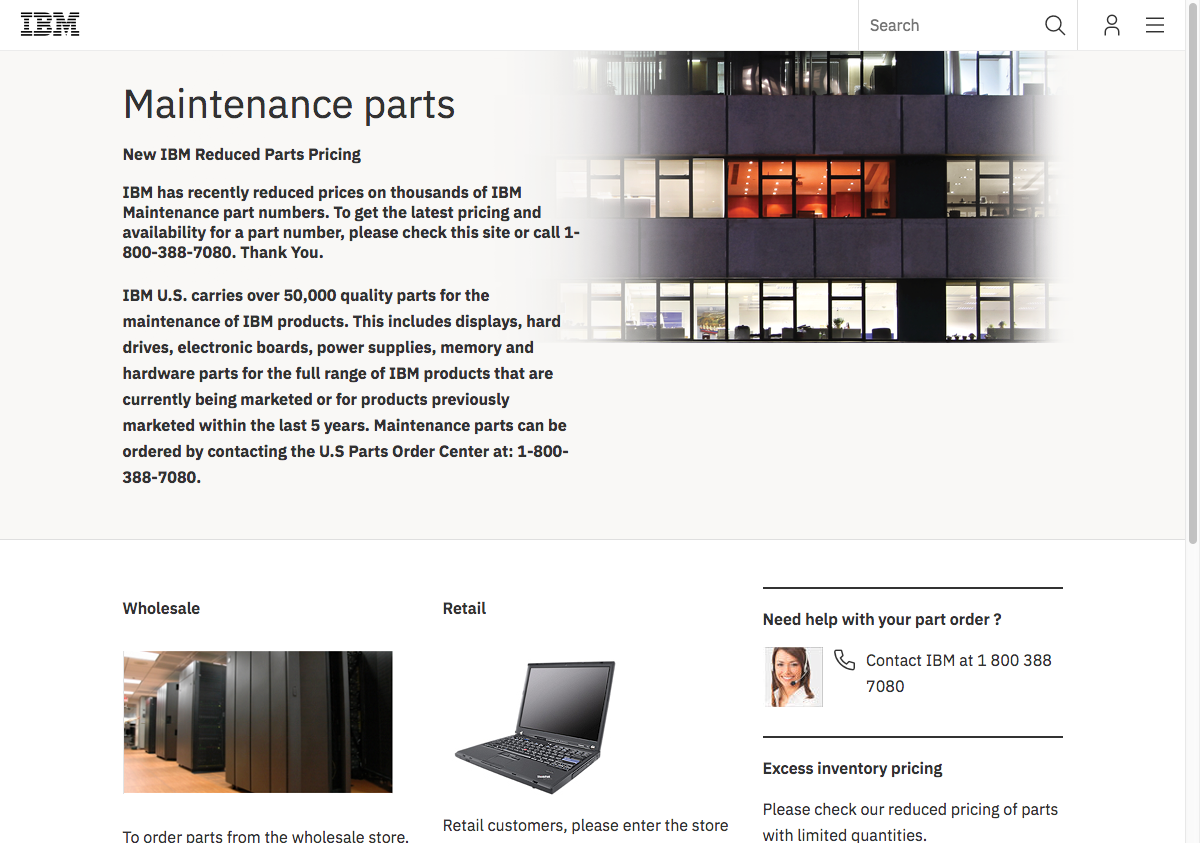 IBM
Search
Maintenance parts
New IBM Reduced Parts Pricing
IBM has recently reduced prices on thousands of IBM
Maintenance part numbers. To get the latest pricing and
availability for a part number, please check this site or call 1-
800-388-7080. Thank You.
IBM U.S. carries over 50,000 quality parts for the
maintenance of IBM products. This includes displays, hard
drives, electronic boards, power supplies, memory and
hardware parts for the full range of IBM products that are
currently being marketed or for products previously
marketed within the last 5 years. Maintenance parts can be
ordered by contacting the U.S Parts Order Center at: 1-800-
388-7080.
Wholesale
To order parts from the wholesale store,
Retail
Retail customers, please enter the store
Need help with your part order ?
Contact IBM at 1 800 388
7080
Excess inventory pricing
Please check our reduced pricing of parts
with limited quantities.